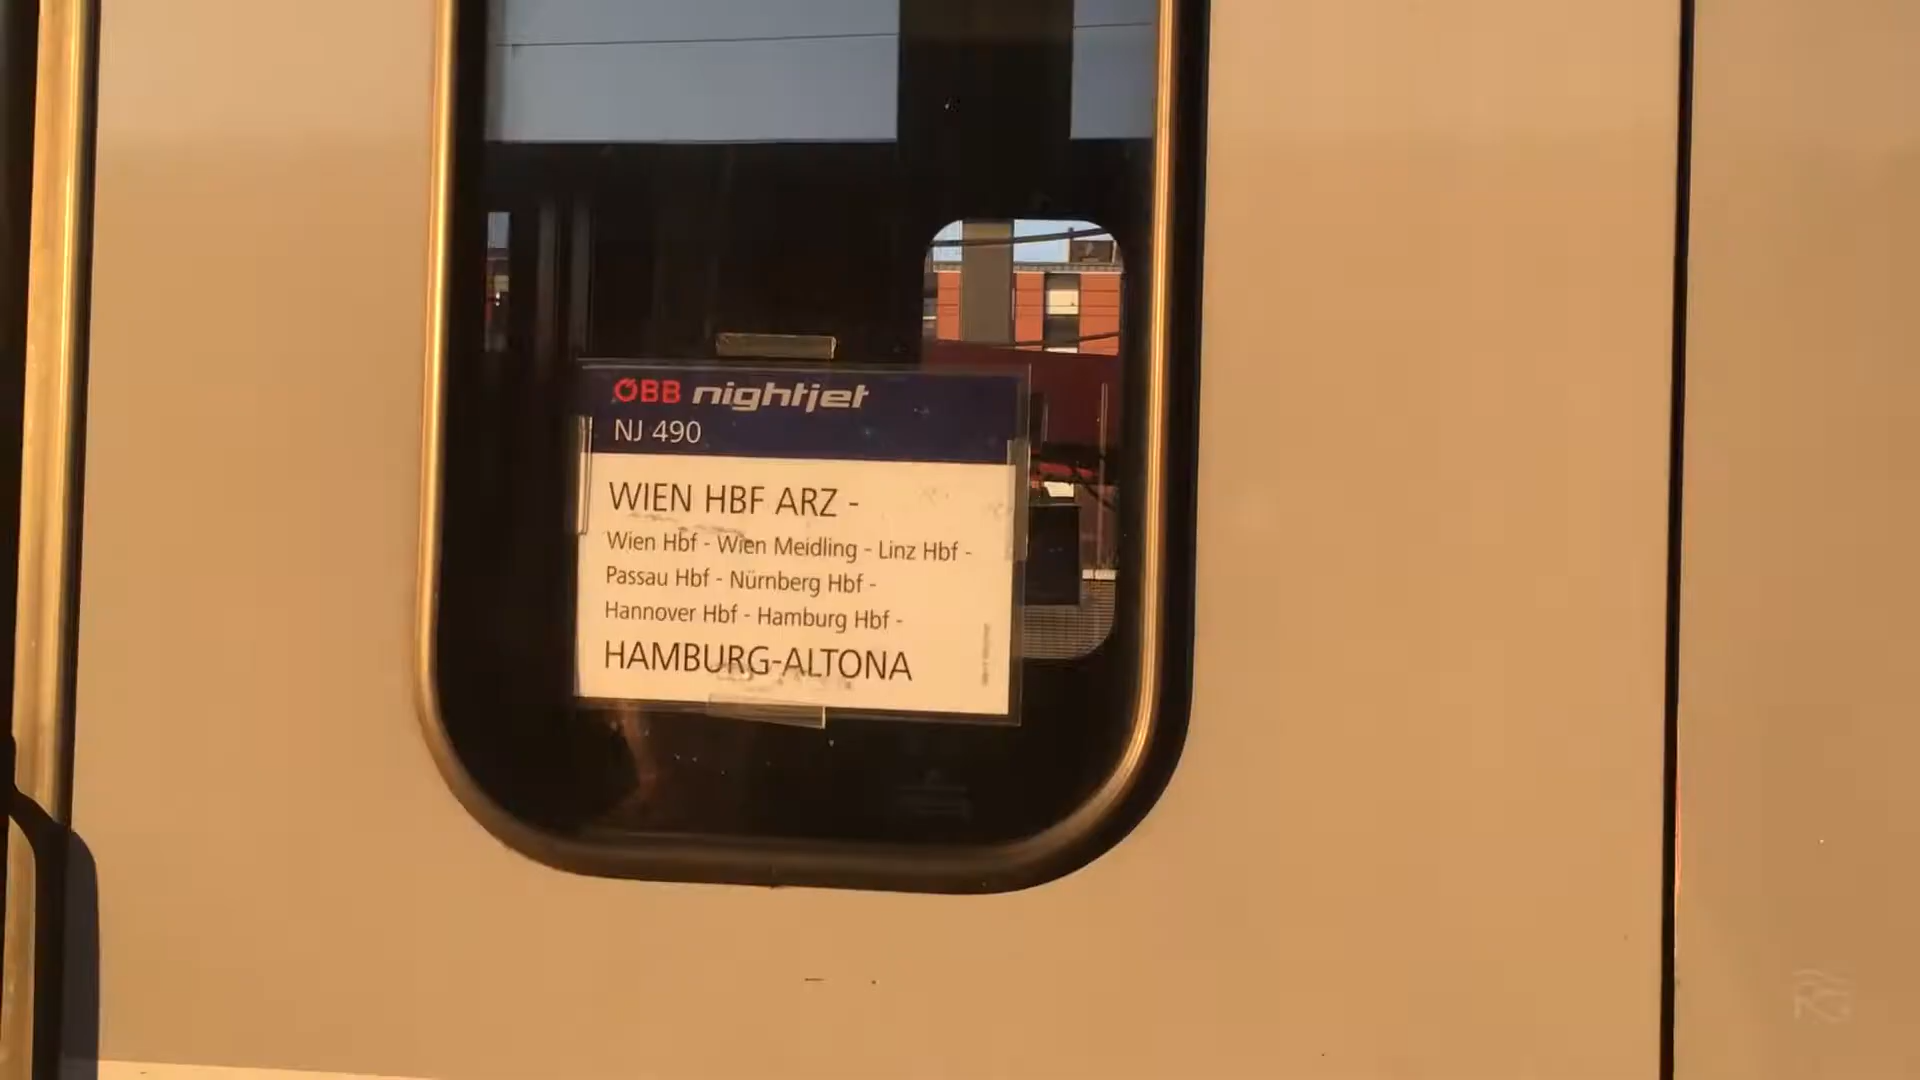 ÖBB nightjet
NJ 490
WIEN HBF ARZ -
Wien Hbf - Wien Meidling - Linz Hbf -
Passau Hbf - Nürnberg Hbf -
Hannover Hbf - Hamburg Hbf -
HAMBURG-ALTONA